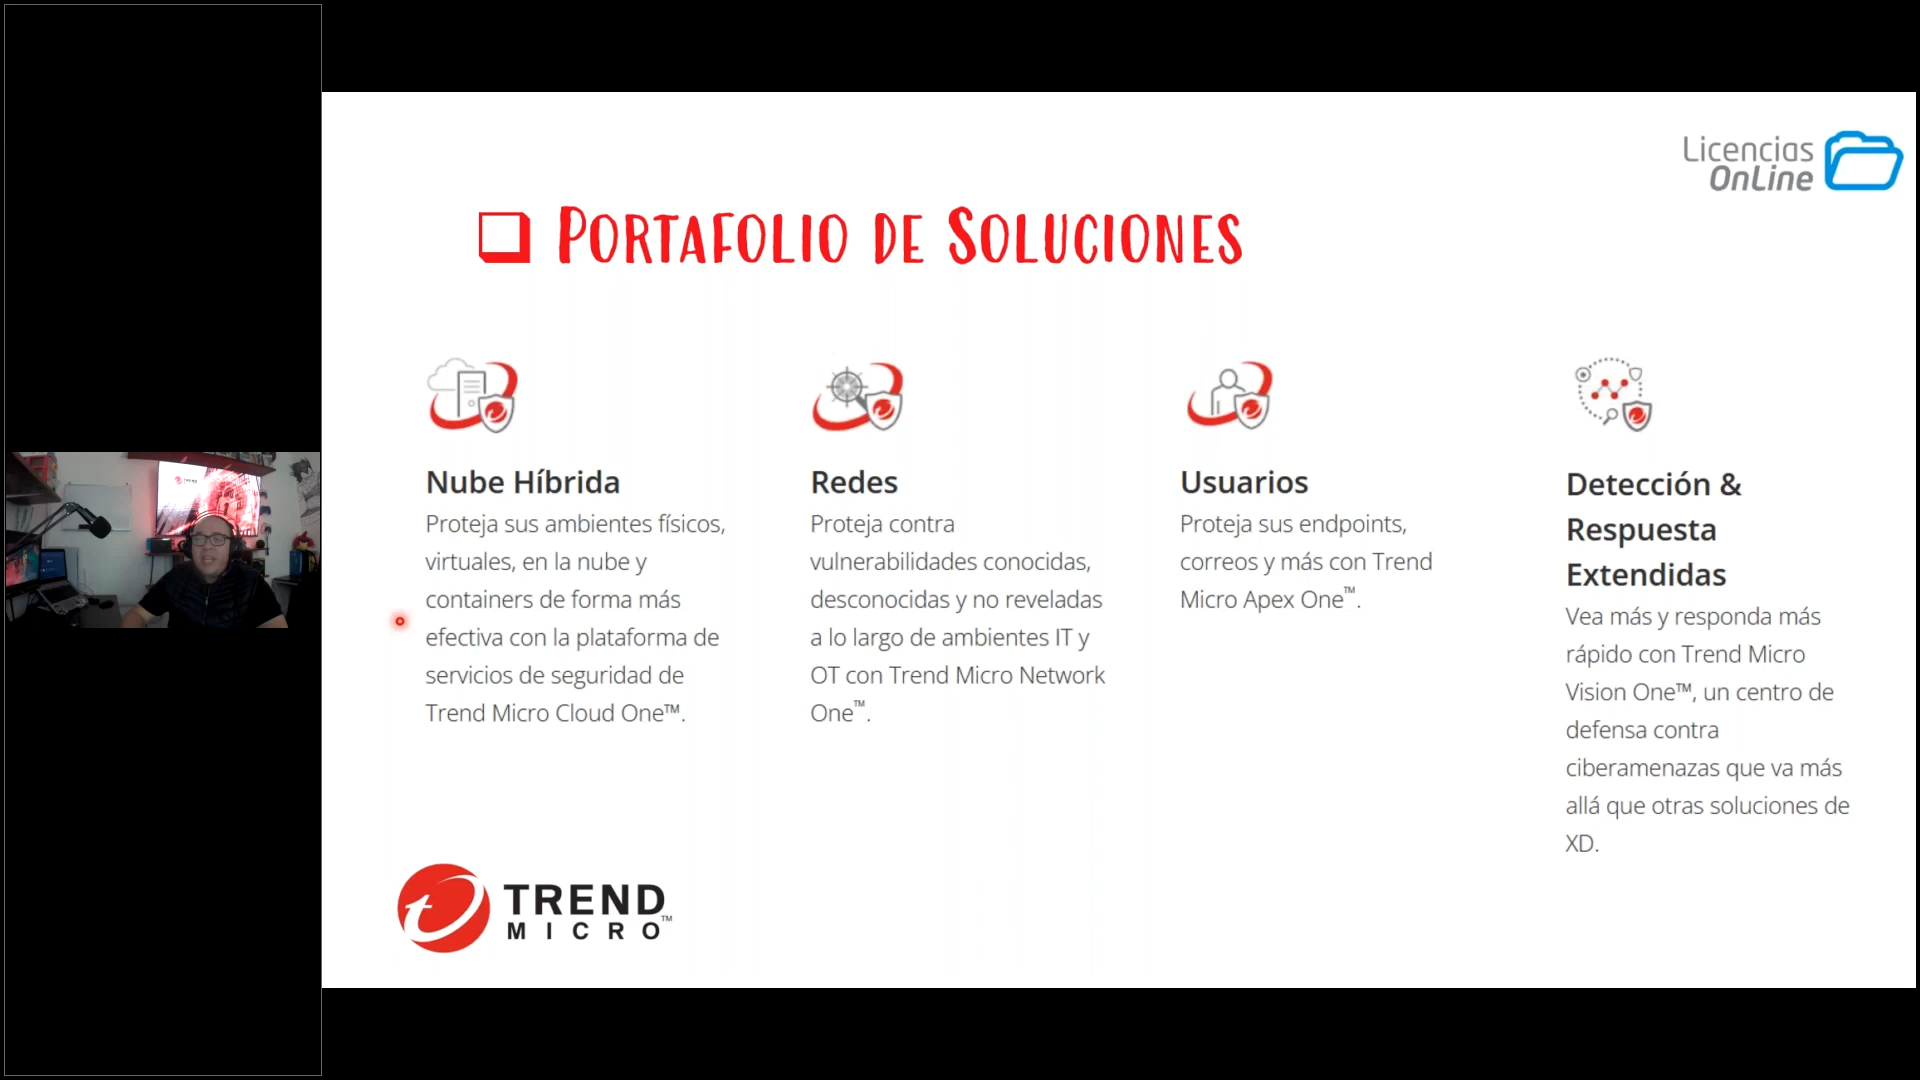 Licencias
OnLine
PORTAFOLIO DE SOLUCIONES
Nube Híbrida
Proteja sus ambientes físicos,
virtuales, en la nube y
containers de forma más
efectiva con la plataforma de
servicios de seguridad de
Trend Micro Cloud One™.
Redes
Proteja contra
vulnerabilidades conocidas,
desconocidas y no reveladas
a lo largo de ambientes IT y
OT con Trend Micro Network
One™.
Usuarios
Proteja sus endpoints,
correos y más con Trend
Micro Apex One™.
Detección &
Respuesta
Extendidas
Vea más y responda más
rápido con Trend Micro
Vision One™, un centro de
defensa contra
ciberamenazas que va más
allá que otras soluciones de
XD.
TREND
MICRO™